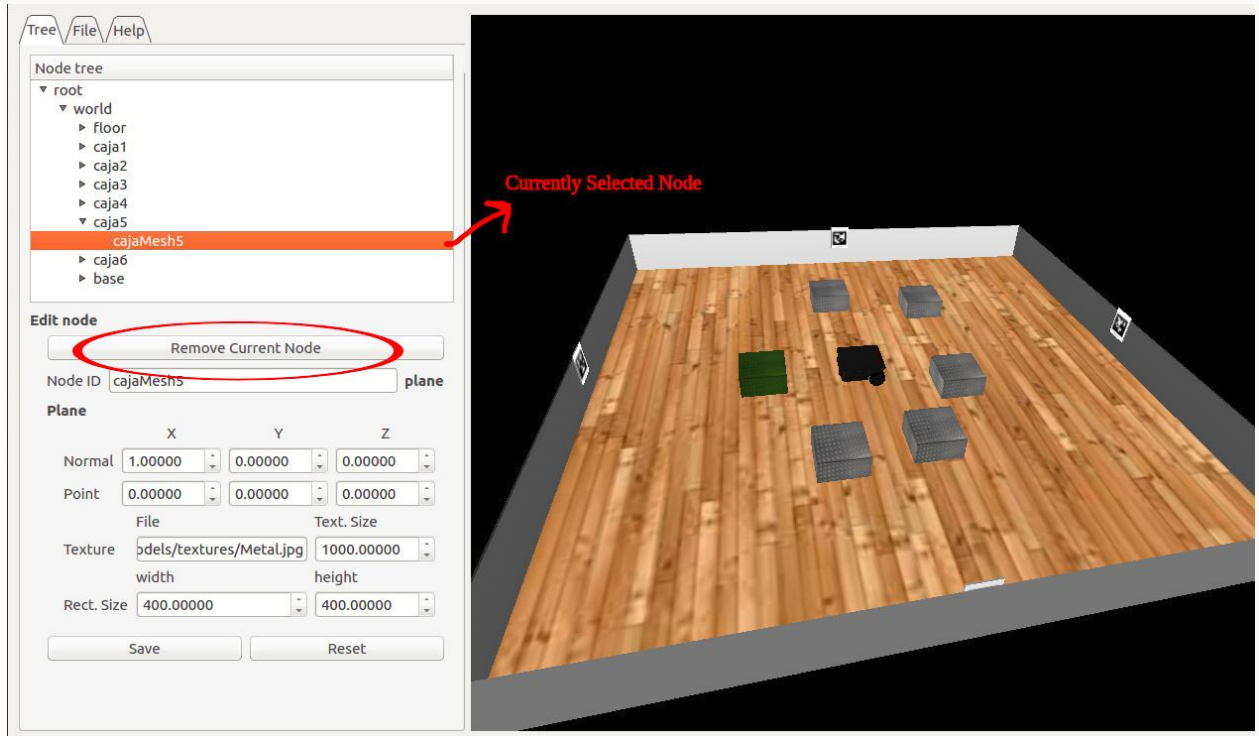 Tree File Help
Node tree
root
world
floor
caja1
caja2
caja3
caja4
caja5
cajaMesh5
caja6
base
Currently Selected Node
Edit node
Remove Current Node
Node ID cajaMesh5 plane
Plane
X Y Z
Normal 1.00000 0.00000 0.00000
Point 0.00000 0.00000 0.00000
File Text. Size
Texture odels/textures/Metal.jpg 1000.00000
width height
Rect. Size 400.00000 400.00000
Save Reset